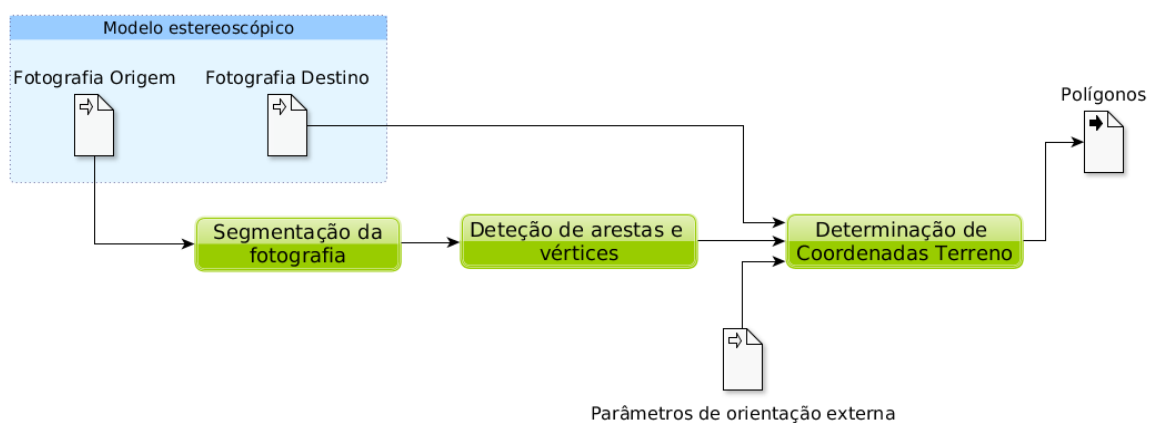 Modelo estereoscópico
Fotografia Origem
Fotografia Destino
Polígonos
Segmentação da
fotografia
Deteção de arestas e
vértices
Determinação de
Coordenadas Terreno
Parâmetros de orientação externa